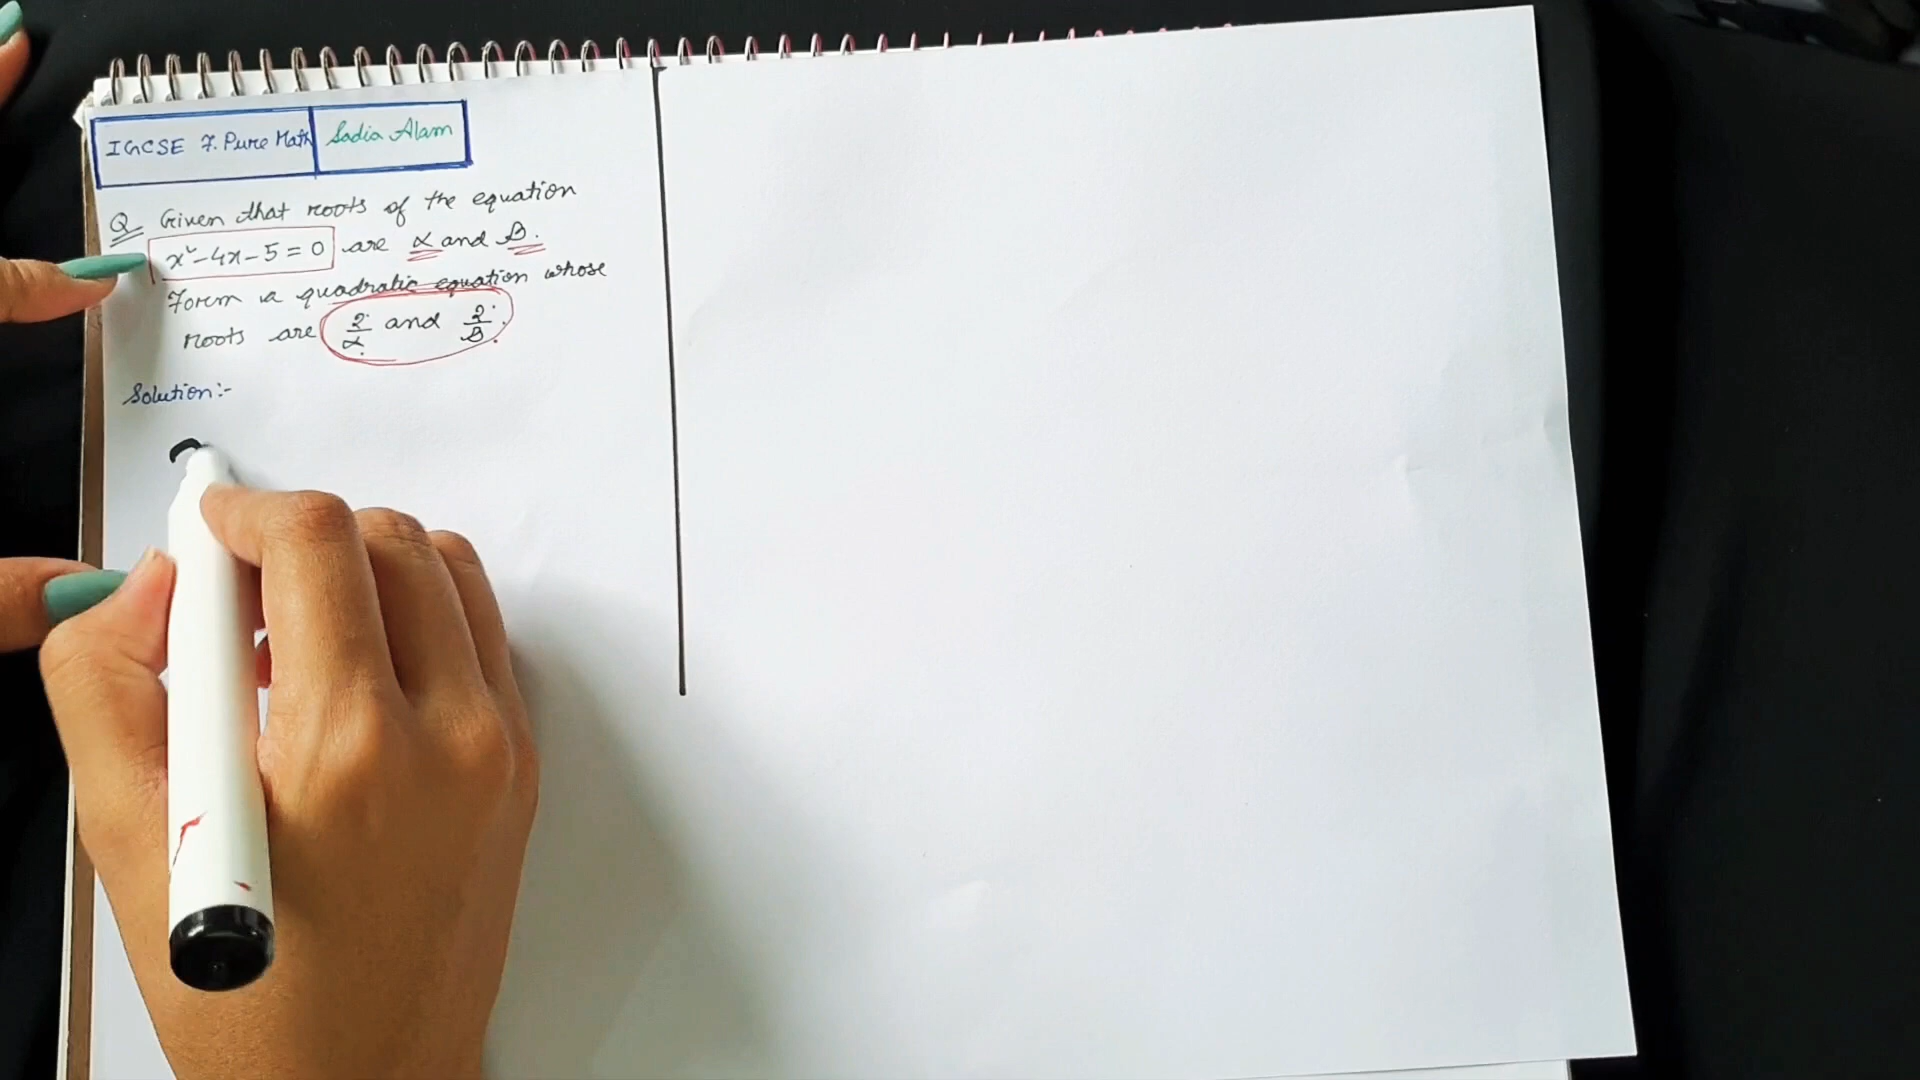 IGCSE F. Pure Math Sadia Alam
Q Given that roots of the equation
x²-4x-5=0 are α and β.
Form a quadratic equation whose
roots are 2/α and 2/β.
Solution:-